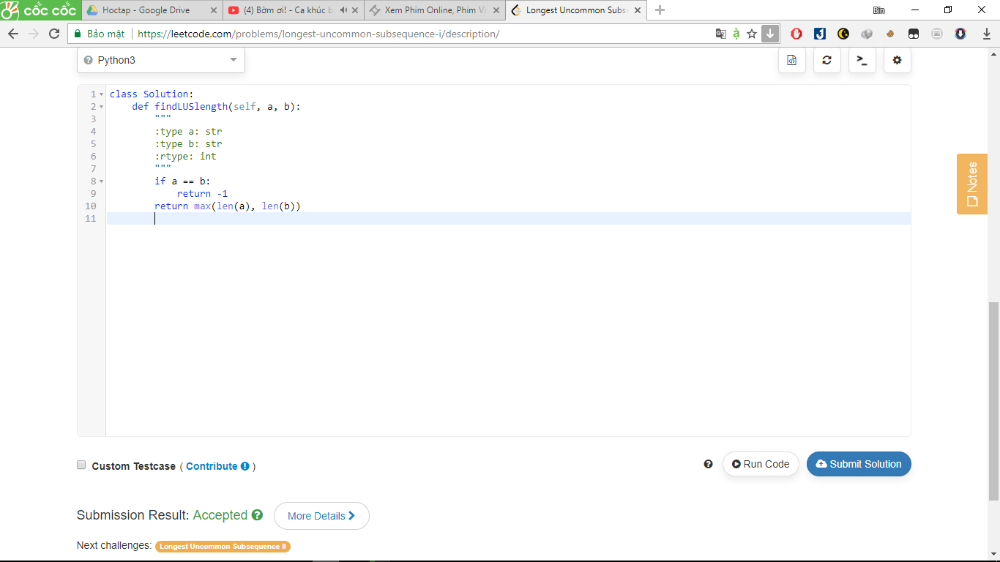 cốc cốc
Hoctap - Google Drive
(4) Bờm ơi! - Ca khúc b
Xem Phim Online, Phim Vi
Longest Uncommon Subs
Bin
Bảo mật
https://leetcode.com/problems/longest-uncommon-subsequence-i/description/
Python3
1 class Solution:
2 def findLUSlength(self, a, b):
3 """
4 :type a: str
5 :type b: str
6 :rtype: int
7 """
8 if a == b:
9 return -1
10 return max(len(a), len(b))
11
Notes
Custom Testcase ( Contribute )
Run Code
Submit Solution
Submission Result: Accepted
More Details
Next challenges: Longest Uncommon Subsequence II